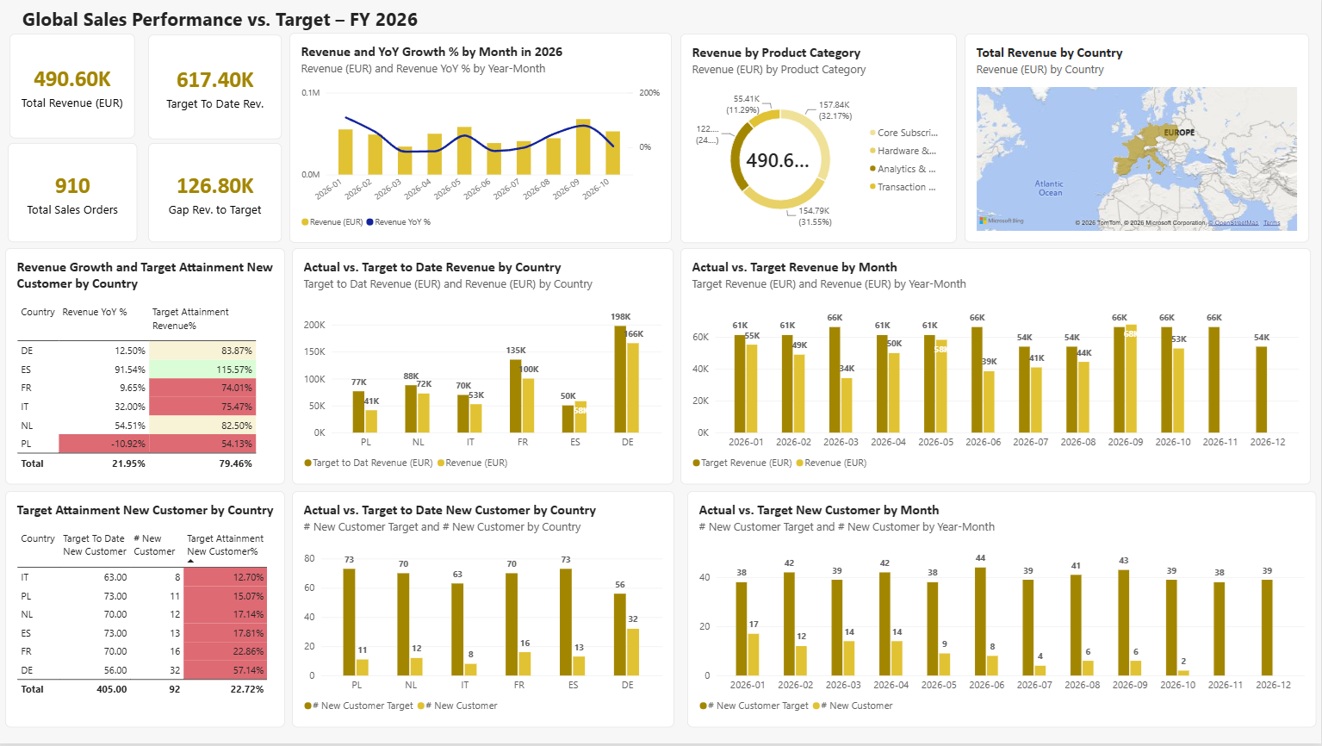 Global Sales Performance vs. Target – FY 2026
490.60K
Total Revenue (EUR)
617.40K
Target To Date Rev.
910
Total Sales Orders
126.80K
Gap Rev. to Target
Revenue and YoY Growth % by Month in 2026
Revenue (EUR) and Revenue YoY % by Year-Month
0.1M
0.0M
200%
0%
2026-01
2026-02
2026-03
2026-04
2026-05
2026-06
2026-07
2026-08
2026-09
2026-10
Revenue (EUR)
Revenue YoY %
Revenue by Product Category
Revenue (EUR) by Product Category
55.41K
(11.29%)
157.84K
(32.17%)
122....
(24....)
490.6...
154.79K
(31.55%)
Core Subscri...
Hardware &...
Analytics & ...
Transaction ...
Total Revenue by Country
Revenue (EUR) by Country
EUROPE
Atlantic
Ocean
Microsoft Bing
© 2026 TomTom, © 2026 Microsoft Corporation, © OpenStreetMap Terms
Revenue Growth and Target Attainment New
Customer by Country
Country Revenue YoY % Target Attainment
Revenue%
DE 12.50% 83.87%
ES 91.54% 115.57%
FR 9.65% 74.01%
IT 32.00% 75.47%
NL 54.51% 82.50%
PL -10.92% 54.13%
Total 21.95% 79.46%
Actual vs. Target to Date Revenue by Country
Target to Dat Revenue (EUR) and Revenue (EUR) by Country
200K
150K
100K
50K
0K
77K 41K
88K 72K
70K 53K
135K 100K
50K 58K
198K 166K
PL NL IT FR ES DE
Target to Dat Revenue (EUR)
Revenue (EUR)
Actual vs. Target Revenue by Month
Target Revenue (EUR) and Revenue (EUR) by Year-Month
60K
40K
20K
0K
61K 55K
61K 49K
66K 34K
61K 50K
61K 58K
66K 39K
54K 41K
54K 44K
66K 68K
66K 53K
66K
54K
2026-01 2026-02 2026-03 2026-04 2026-05 2026-06 2026-07 2026-08 2026-09 2026-10 2026-11 2026-12
Target Revenue (EUR)
Revenue (EUR)
Target Attainment New Customer by Country
Country Target To Date # New Target Attainment
New Customer Customer New Customer%
IT 63.00 8 12.70%
PL 73.00 11 15.07%
NL 70.00 12 17.14%
ES 73.00 13 17.81%
FR 70.00 16 22.86%
DE 56.00 32 57.14%
Total 405.00 92 22.72%
Actual vs. Target to Date New Customer by Country
# New Customer Target and # New Customer by Country
80
60
40
20
0
73 11
70 12
63 8
70 16
73 13
56 32
PL NL IT FR ES DE
# New Customer Target
# New Customer
Actual vs. Target New Customer by Month
# New Customer Target and # New Customer by Year-Month
40
20
0
38 17
42 12
39 14
42 14
38 9
44 8
39 4
41 6
43 6
39 2
38
39
2026-01 2026-02 2026-03 2026-04 2026-05 2026-06 2026-07 2026-08 2026-09 2026-10 2026-11 2026-12
# New Customer Target
# New Customer